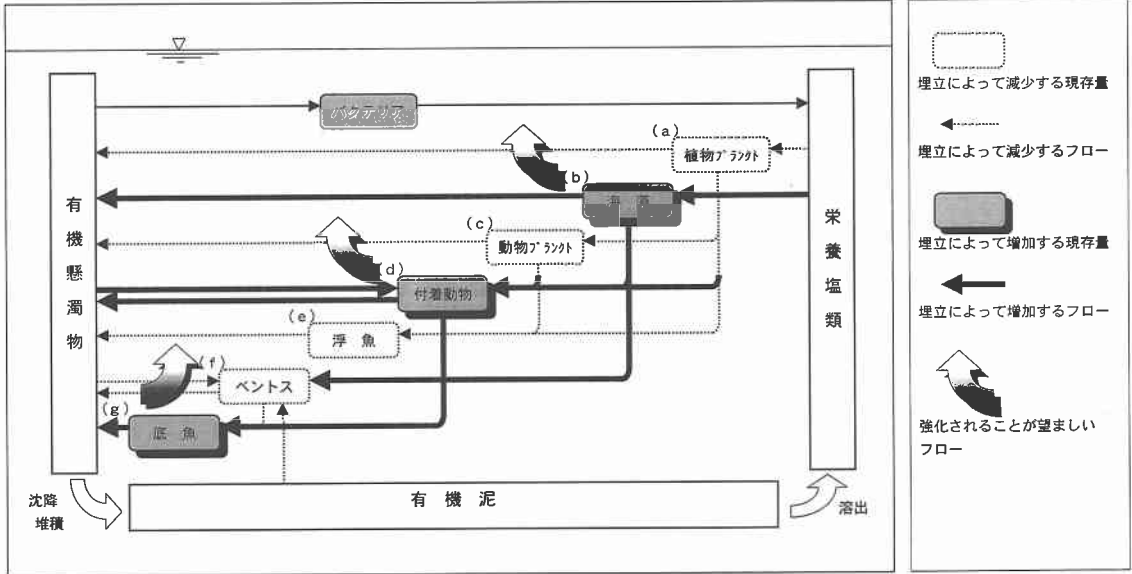 バクテリア
(a)
植物プランクト
(b)
海藻
(c)
動物プランクト
(d)
付着動物
(e)
浮魚
(f)
ベントス
(g)
底魚
有機懸濁物
栄養塩類
有機泥
沈降
堆積
溶出
埋立によって減少する現存量
埋立によって減少するフロー
埋立によって増加する現存量
埋立によって増加するフロー
強化されることが望ましい
フロー